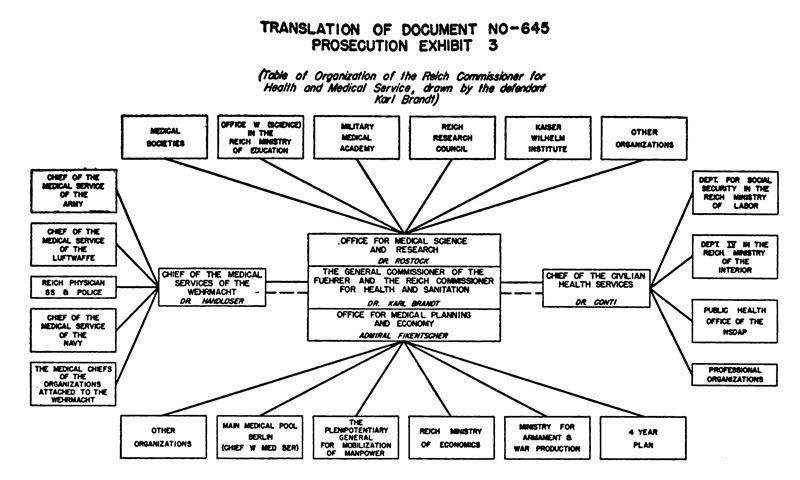 TRANSLATION OF DOCUMENT NO-645
PROSECUTION EXHIBIT 3
(Table of Organization of the Reich Commissioner for
Health and Medical Service, drawn by the defendant
Karl Brandt)
MEDICAL
SOCIETIES
OFFICE W (SCIENCE)
IN THE
REICH MINISTRY
OF EDUCATION
MILITARY
MEDICAL
ACADEMY
REICH
RESEARCH
COUNCIL
KAISER
WILHELM
INSTITUTE
OTHER
ORGANIZATIONS
CHIEF OF THE
MEDICAL SERVICE
OF THE
ARMY
CHIEF OF THE
MEDICAL SERVICE
OF THE
LUFTWAFFE
REICH PHYSICIAN
SS & POLICE
CHIEF OF THE
MEDICAL SERVICE
OF THE
NAVY
THE MEDICAL CHIEFS
OF THE
ORGANIZATIONS
ATTACHED TO THE
WEHRMACHT
CHIEF OF THE MEDICAL
SERVICES OF THE
WEHRMACHT
DR. HANDLOSER
OFFICE FOR MEDICAL SCIENCE
AND RESEARCH
DR. ROSTOCK
THE GENERAL COMMISSIONER OF THE
FUEHRER AND THE REICH COMMISSIONER
FOR HEALTH AND SANITATION
DR. KARL BRANDT
OFFICE FOR MEDICAL PLANNING
AND ECONOMY
ADMIRAL FIKENTSCHER
CHIEF OF THE CIVILIAN
HEALTH SERVICES
DR. CONTI
DEPT. FOR SOCIAL
SECURITY IN THE
REICH MINISTRY
OF LABOR
DEPT. IV IN THE
REICH MINISTRY
OF THE
INTERIOR
PUBLIC HEALTH
OFFICE OF THE
NSDAP
PROFESSIONAL
ORGANIZATIONS
OTHER
ORGANIZATIONS
MAIN MEDICAL POOL
BERLIN
(CHIEF W MED SER)
THE
PLENIPOTENTIARY
GENERAL
FOR MOBILIZATION
OF MANPOWER
REICH MINISTRY
OF ECONOMICS
MINISTRY FOR
ARMAMENT &
WAR PRODUCTION
4 YEAR
PLAN